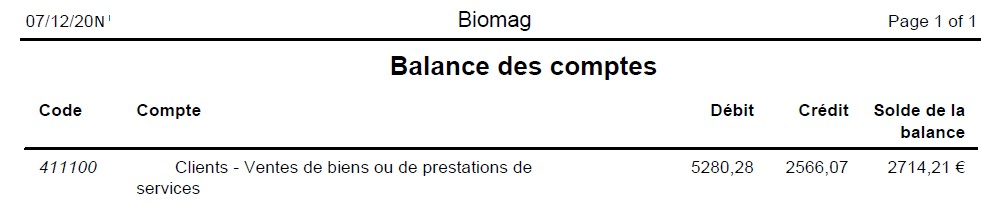 07/12/20N Biomag Page 1 of 1
Balance des comptes
Code Compte Débit Crédit Solde de la
balance
411100 Clients - Ventes de biens ou de prestations de 5280,28 2566,07 2714,21 €
services